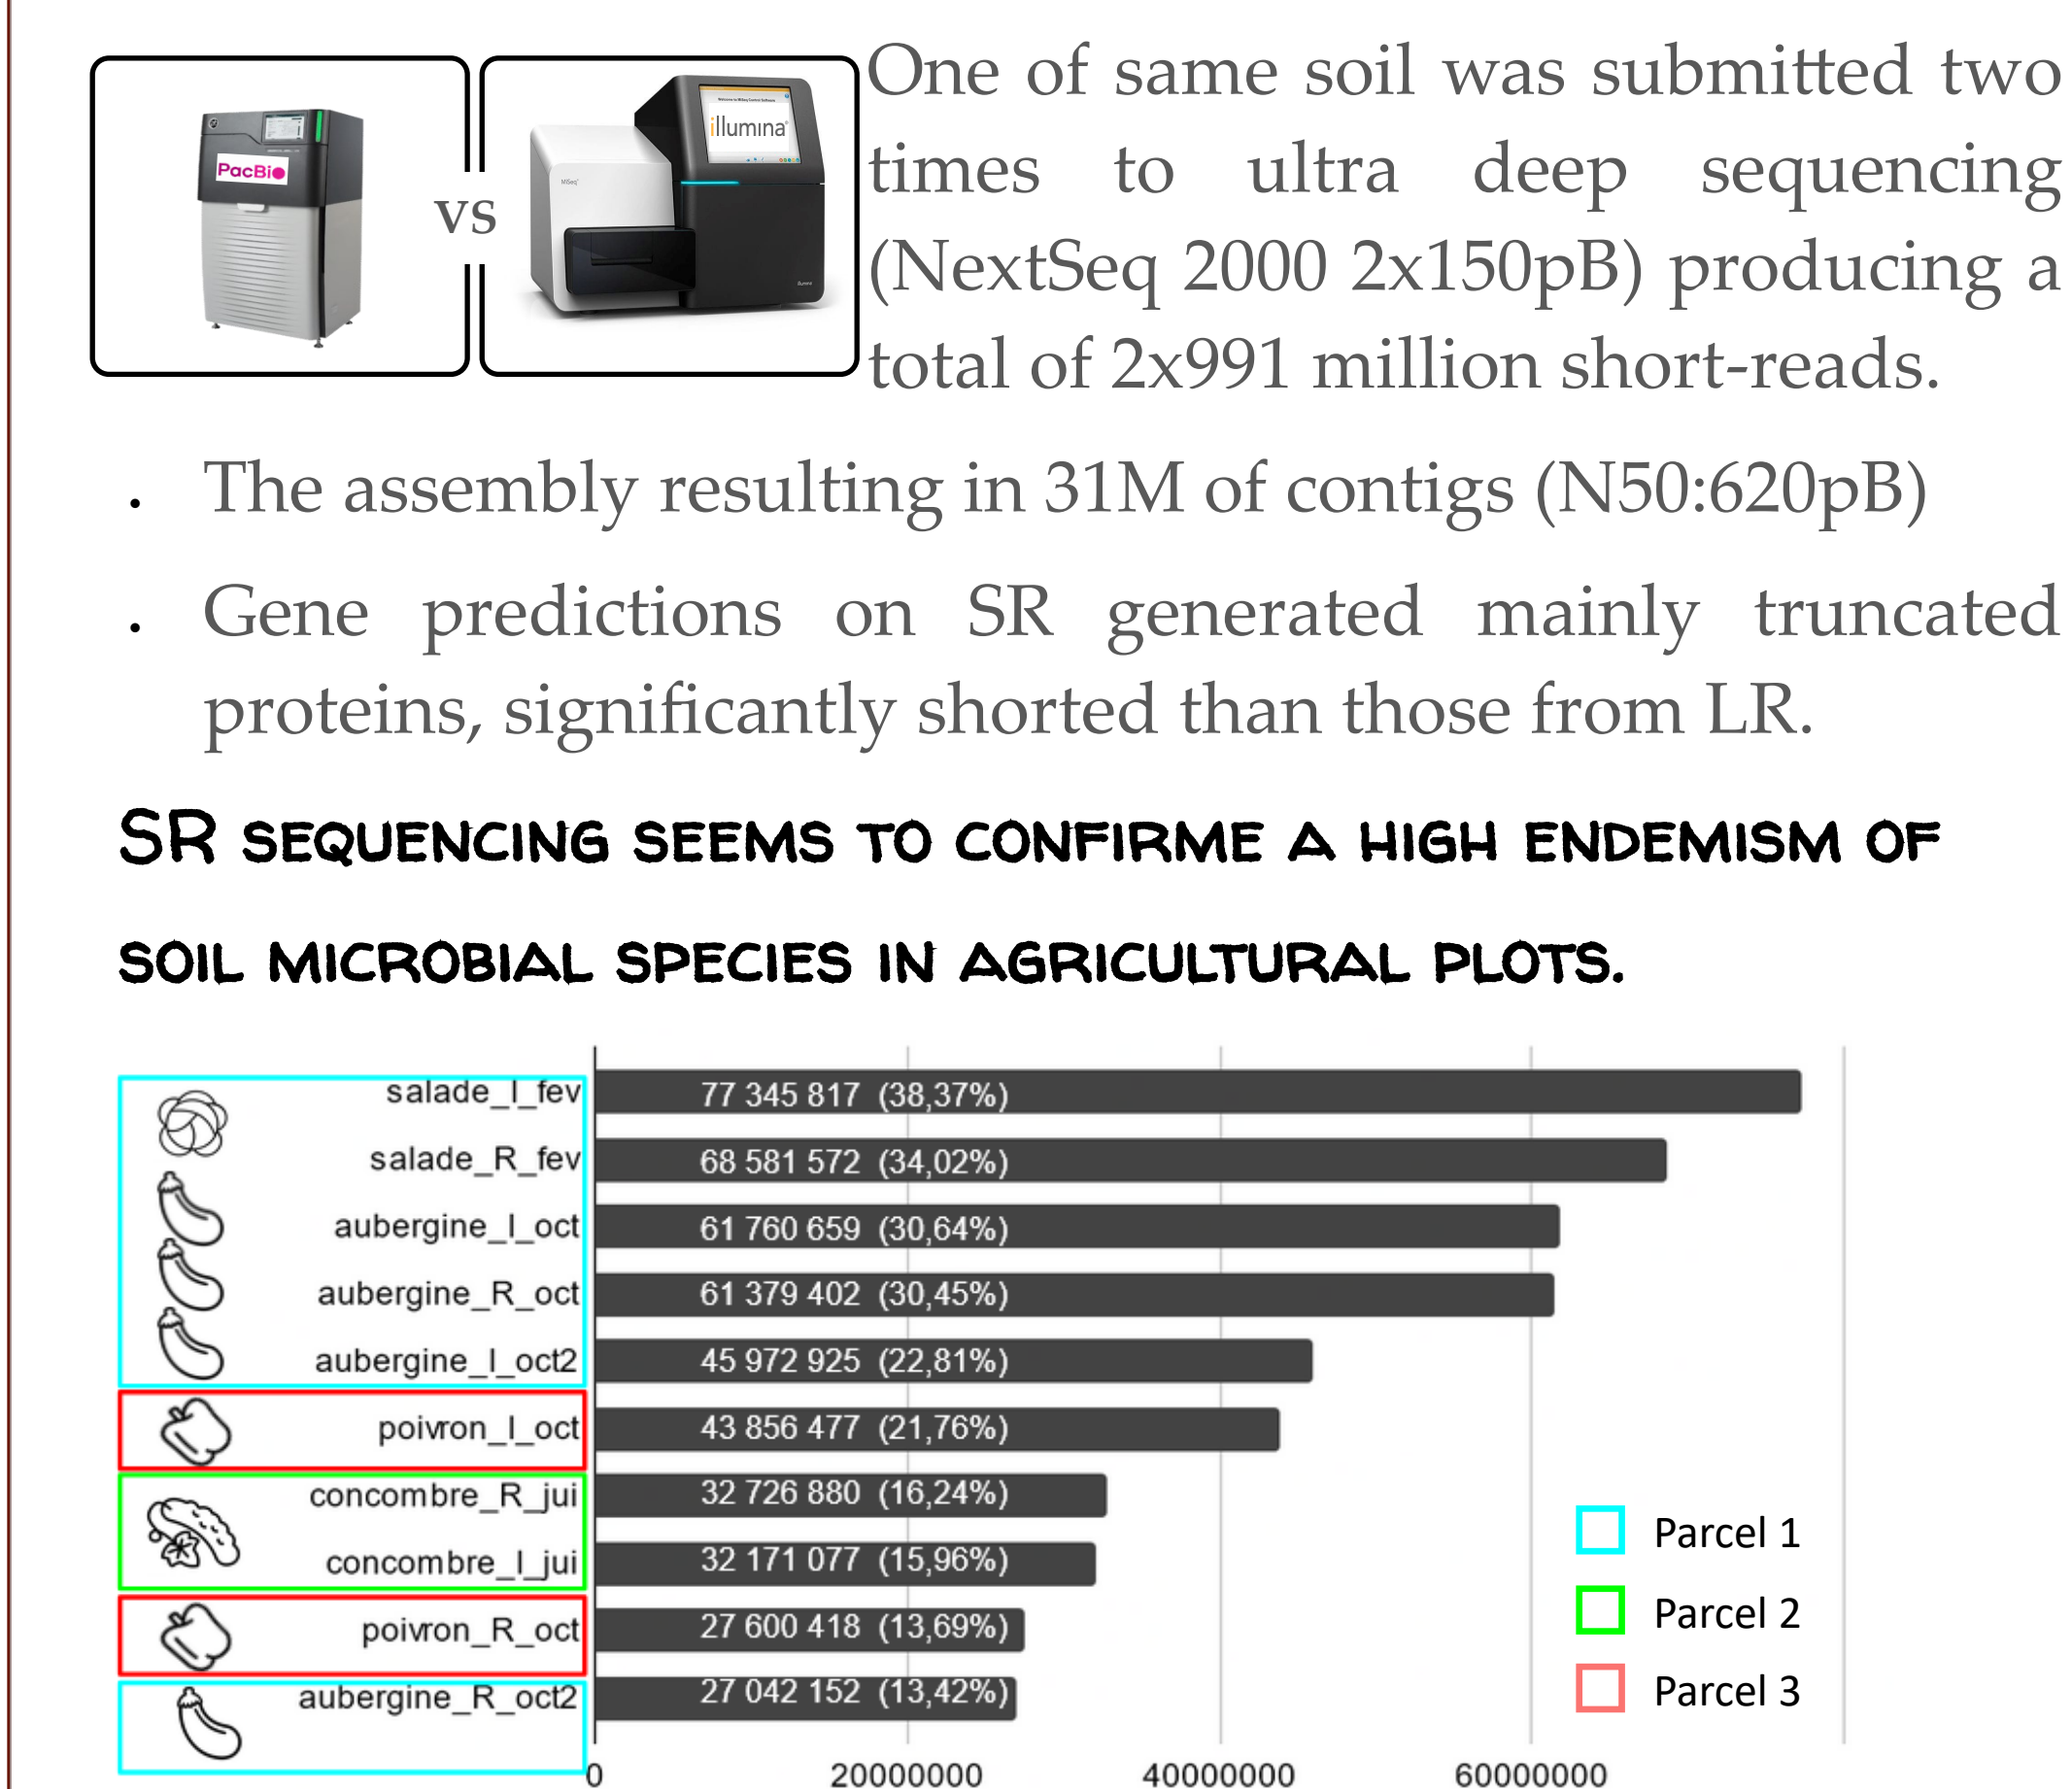 PacBi
vs
illumina
MiSeq
One of same soil was submitted two
times to ultra deep sequencing
(NextSeq 2000 2x150pB) producing a
total of 2x991 million short-reads.
. The assembly resulting in 31M of contigs (N50:620pB)
. Gene predictions on SR generated mainly truncated
proteins, significantly shorted than those from LR.
SR SEQUENCING SEEMS TO CONFIRME A HIGH ENDEMISM OF
SOIL MICROBIAL SPECIES IN AGRICULTURAL PLOTS.
salade_I_fev 77 345 817 (38,37%)
salade_R_fev 68 581 572 (34,02%)
aubergine_I_oct 61 760 659 (30,64%)
aubergine_R_oct 61 379 402 (30,45%)
aubergine_I_oct2 45 972 925 (22,81%)
poivron_I_oct 43 856 477 (21,76%)
concombre_R_jui 32 726 880 (16,24%)
concombre_I_jui 32 171 077 (15,96%)
poivron_R_oct 27 600 418 (13,69%)
aubergine_R_oct2 27 042 152 (13,42%)
Parcel 1
Parcel 2
Parcel 3
0 20000000 40000000 60000000